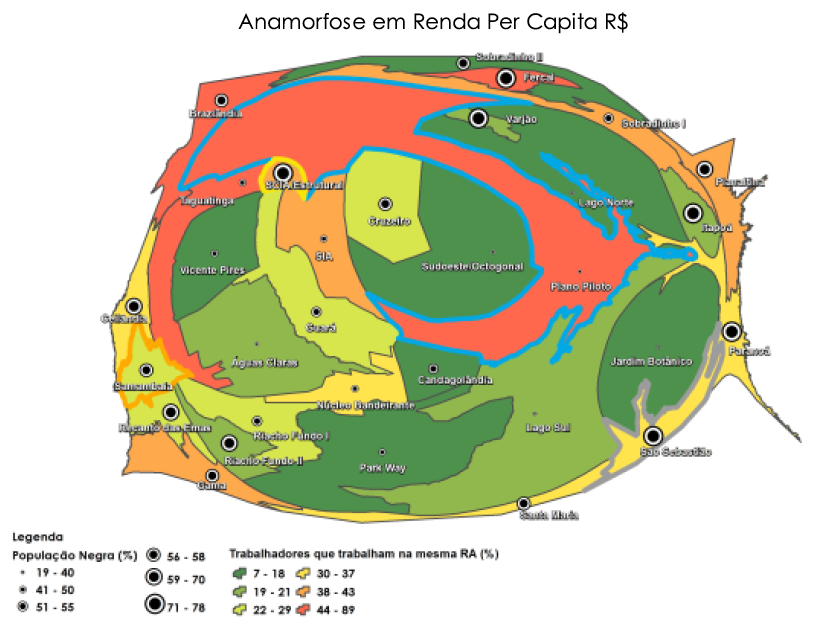 Anamorfose em Renda Per Capita R$
Sobradinho II
Fercal
Brazlândia
Varjão
Sobradinho I
Planaltina
SCIA Estrutural
Taguatinga
Lago Norte
Cruzeiro
Itapoã
SIA
Vicente Pires
Sudoeste/Octogonal
Plano Piloto
Ceilândia
Guará
Paranoá
Águas Claras
Jardim Botânico
Candagolândia
Samambaia
Núcleo Bandeirante
Recanto das Emas
Riacho Fundo I
Lago Sul
São Sebastião
Riacho Fundo II
Park Way
Gama
Santa Maria
Legenda
População Negra (%)
19 - 40
41 - 50
51 - 55
56 - 58
59 - 70
71 - 78
Trabalhadores que trabalham na mesma RA (%)
7 - 18
19 - 21
22 - 29
30 - 37
38 - 43
44 - 89